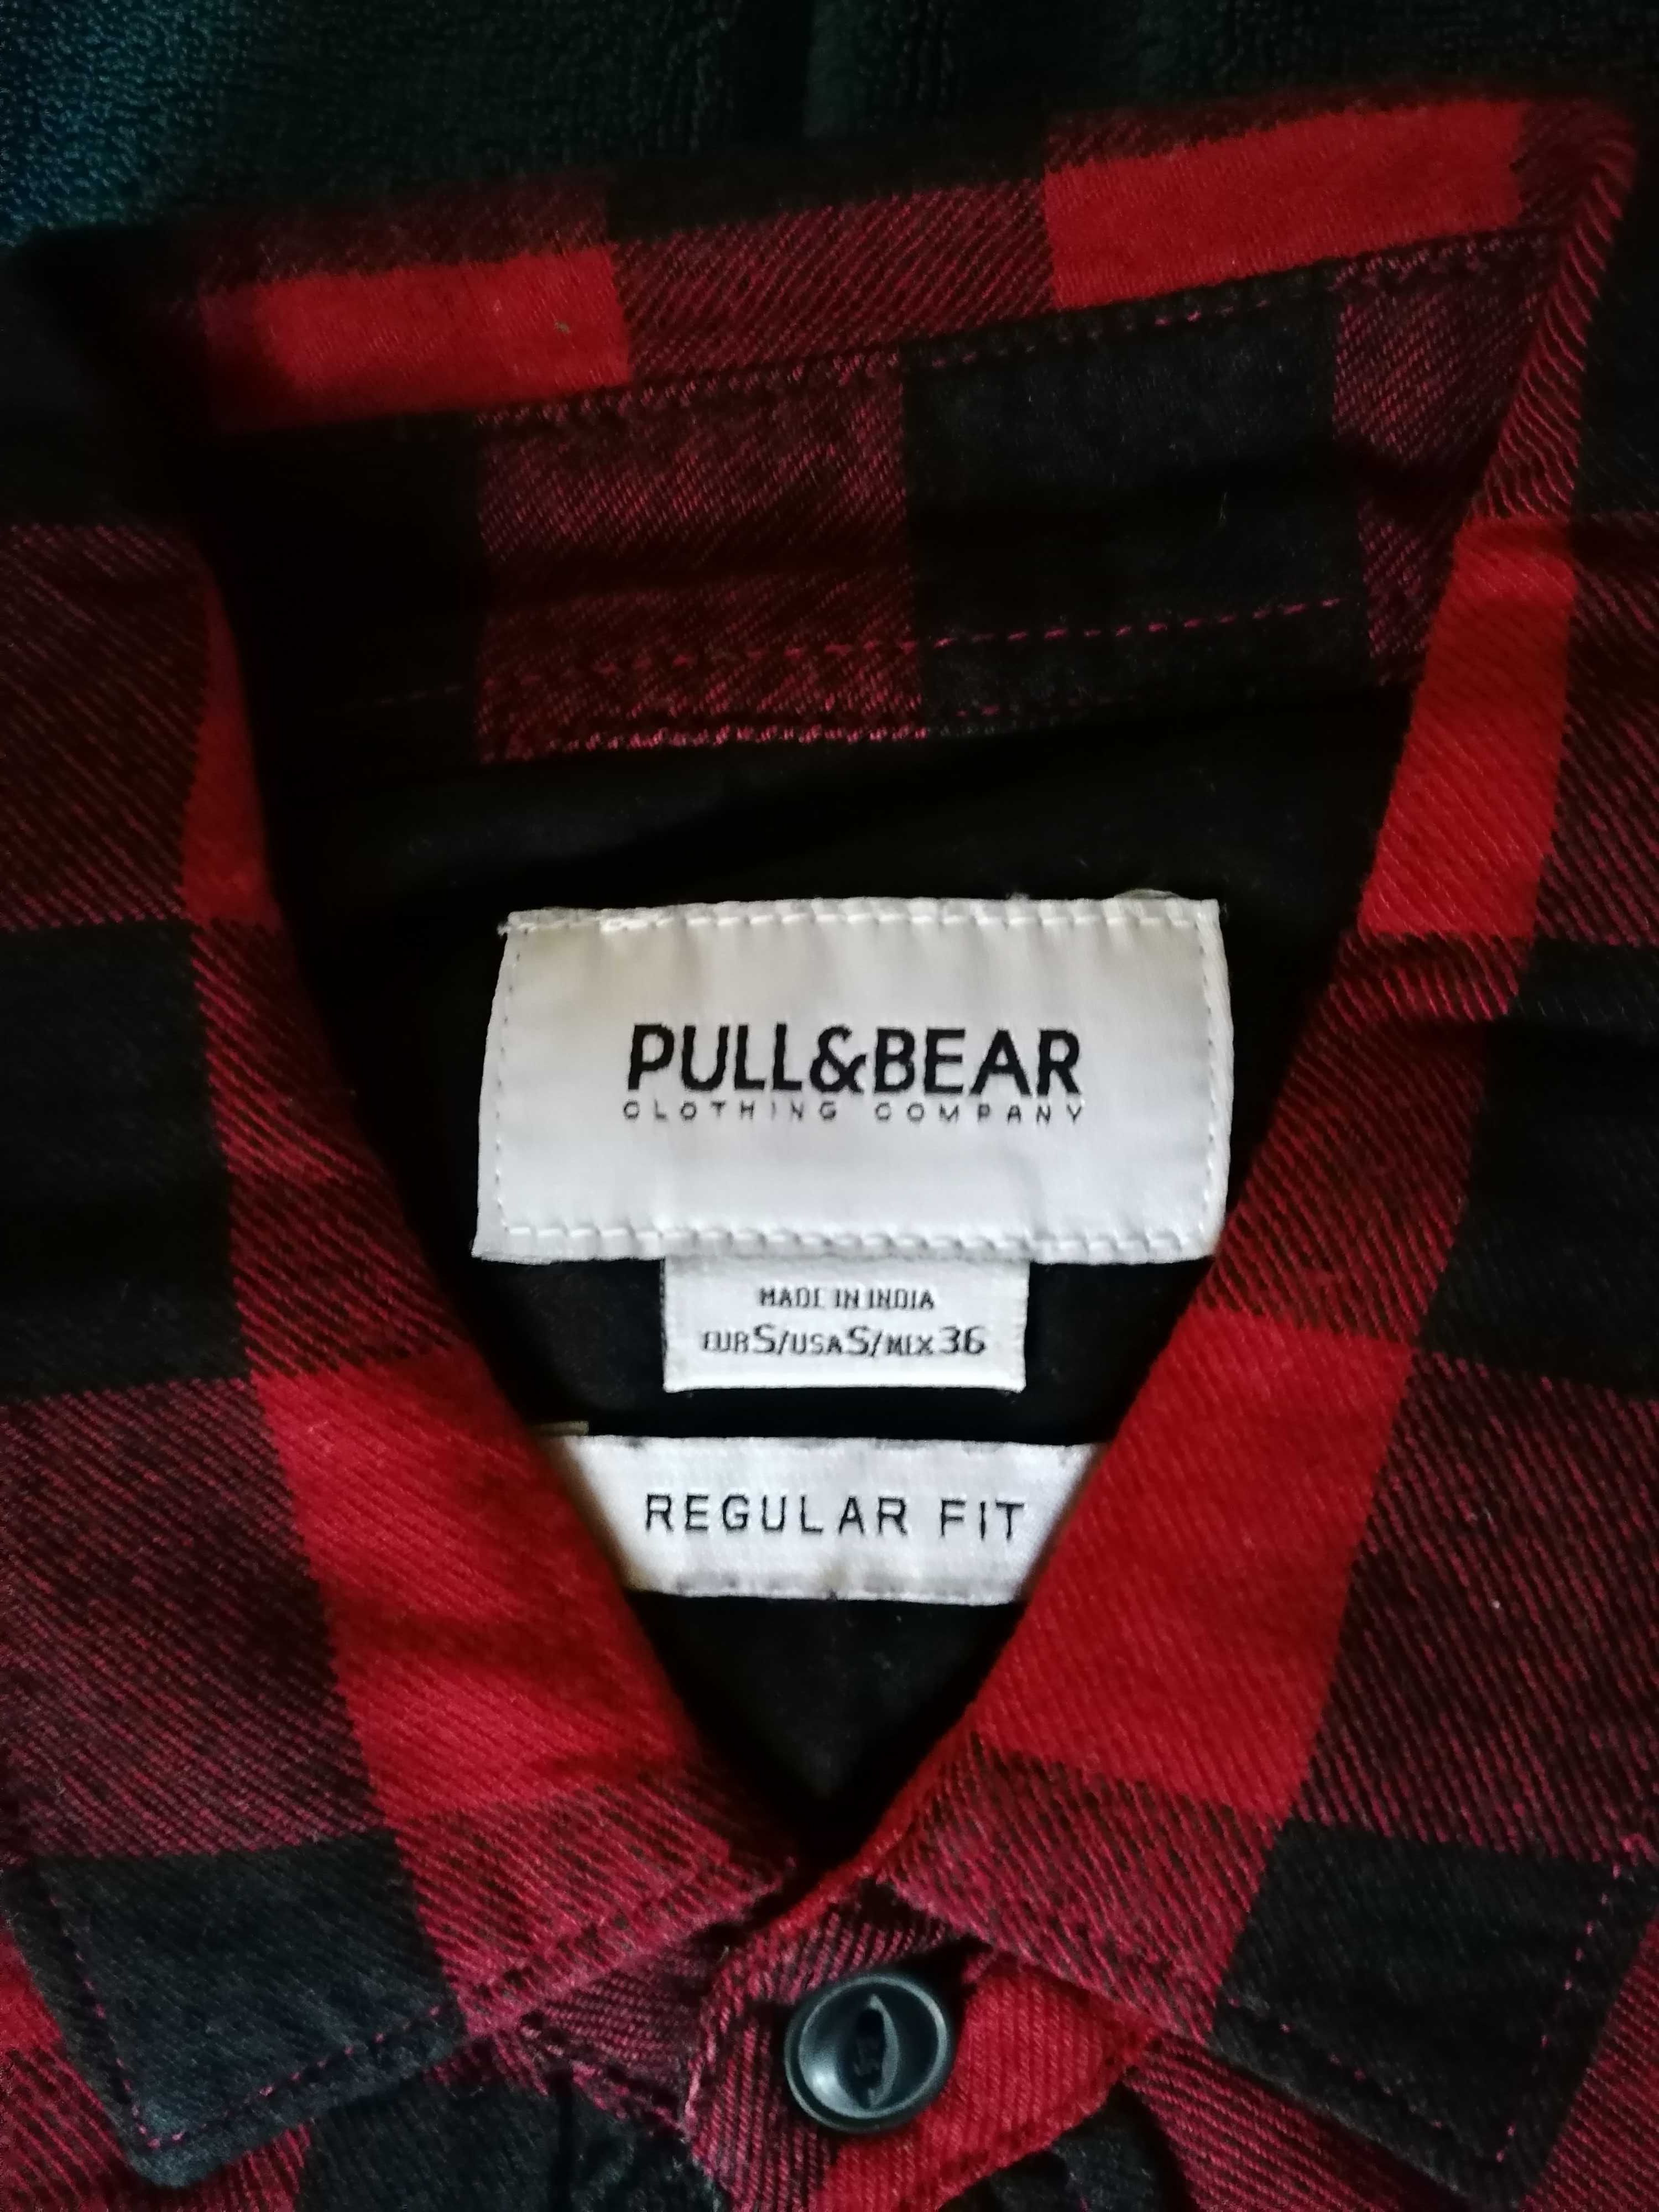 PULL&BEAR
CLOTHING COMPANY
MADE IN INDIA
EUR S/USA S/MEX 36
REGULAR FIT